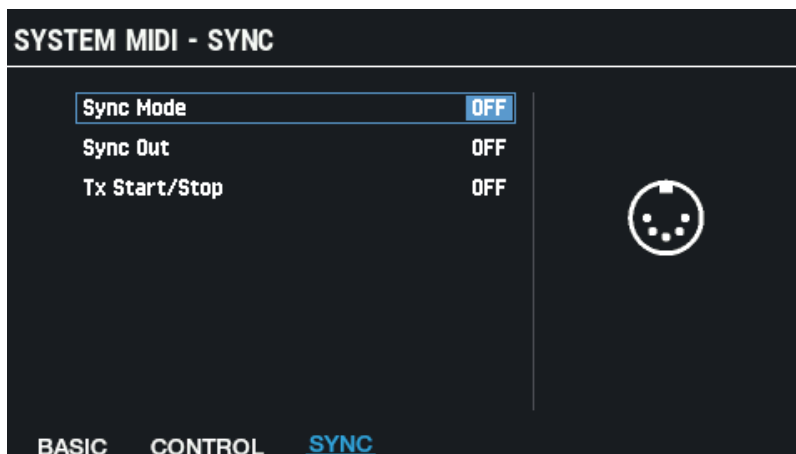 SYSTEM MIDI - SYNC
Sync Mode OFF
Sync Out OFF
Tx Start/Stop OFF
BASIC CONTROL SYNC